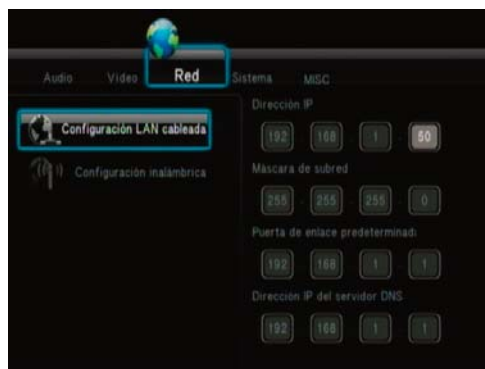 Audio Video Red Sistema MISC
Configuración LAN cableada
Configuración inalámbrica
Dirección IP
192 168 1 50
Máscara de subred
255 255 255 0
Puerta de enlace predeterminada
192 168 1 1
Dirección IP del servidor DNS
192 168 1 1